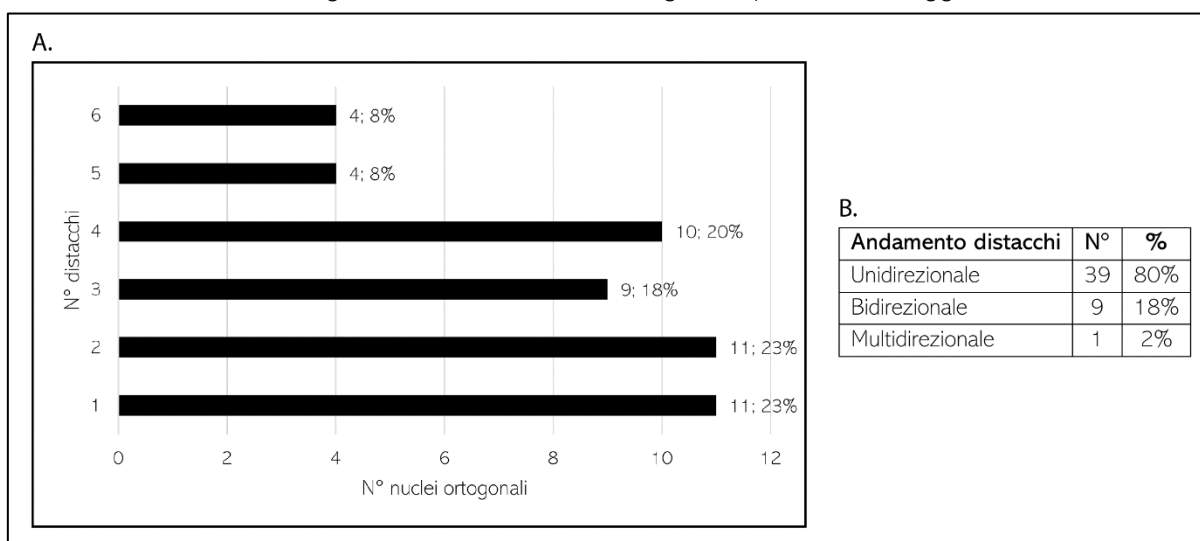 A.
6
4; 8%
5
4; 8%
4
10; 20%
3
9; 18%
2
11; 23%
1
11; 23%
N° distacchi
0 2 4 6 8 10 12
N° nuclei ortogonali
B.
Andamento distacchi N° %
Unidirezionale 39 80%
Bidirezionale 9 18%
Multidirezionale 1 2%